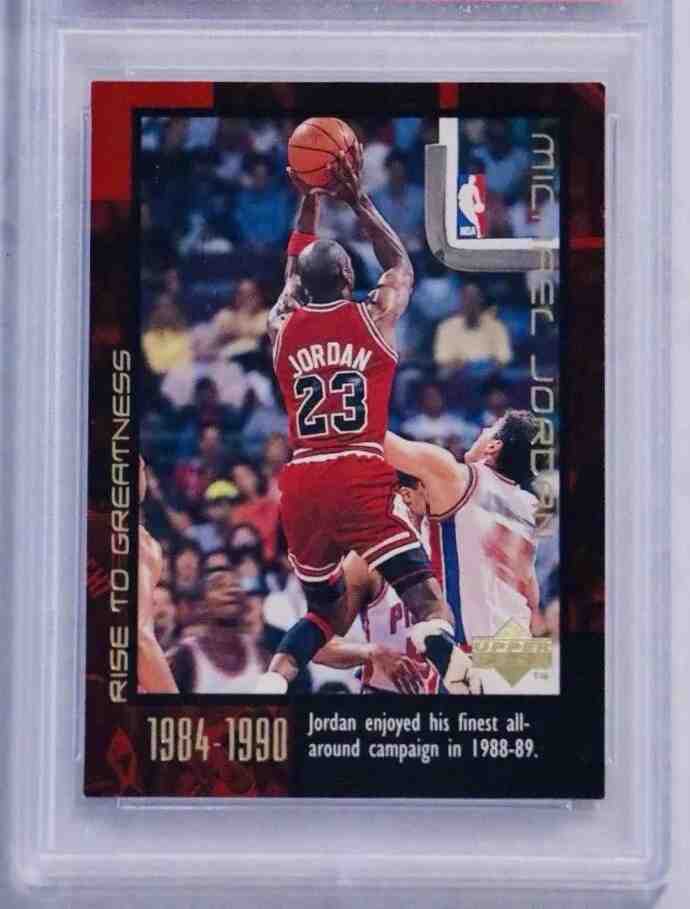 MICHAEL JORDAN
NBA
JORDAN
23
RISE TO GREATNESS
UPPER
1984-1990
Jordan enjoyed his finest all-
around campaign in 1988-89.